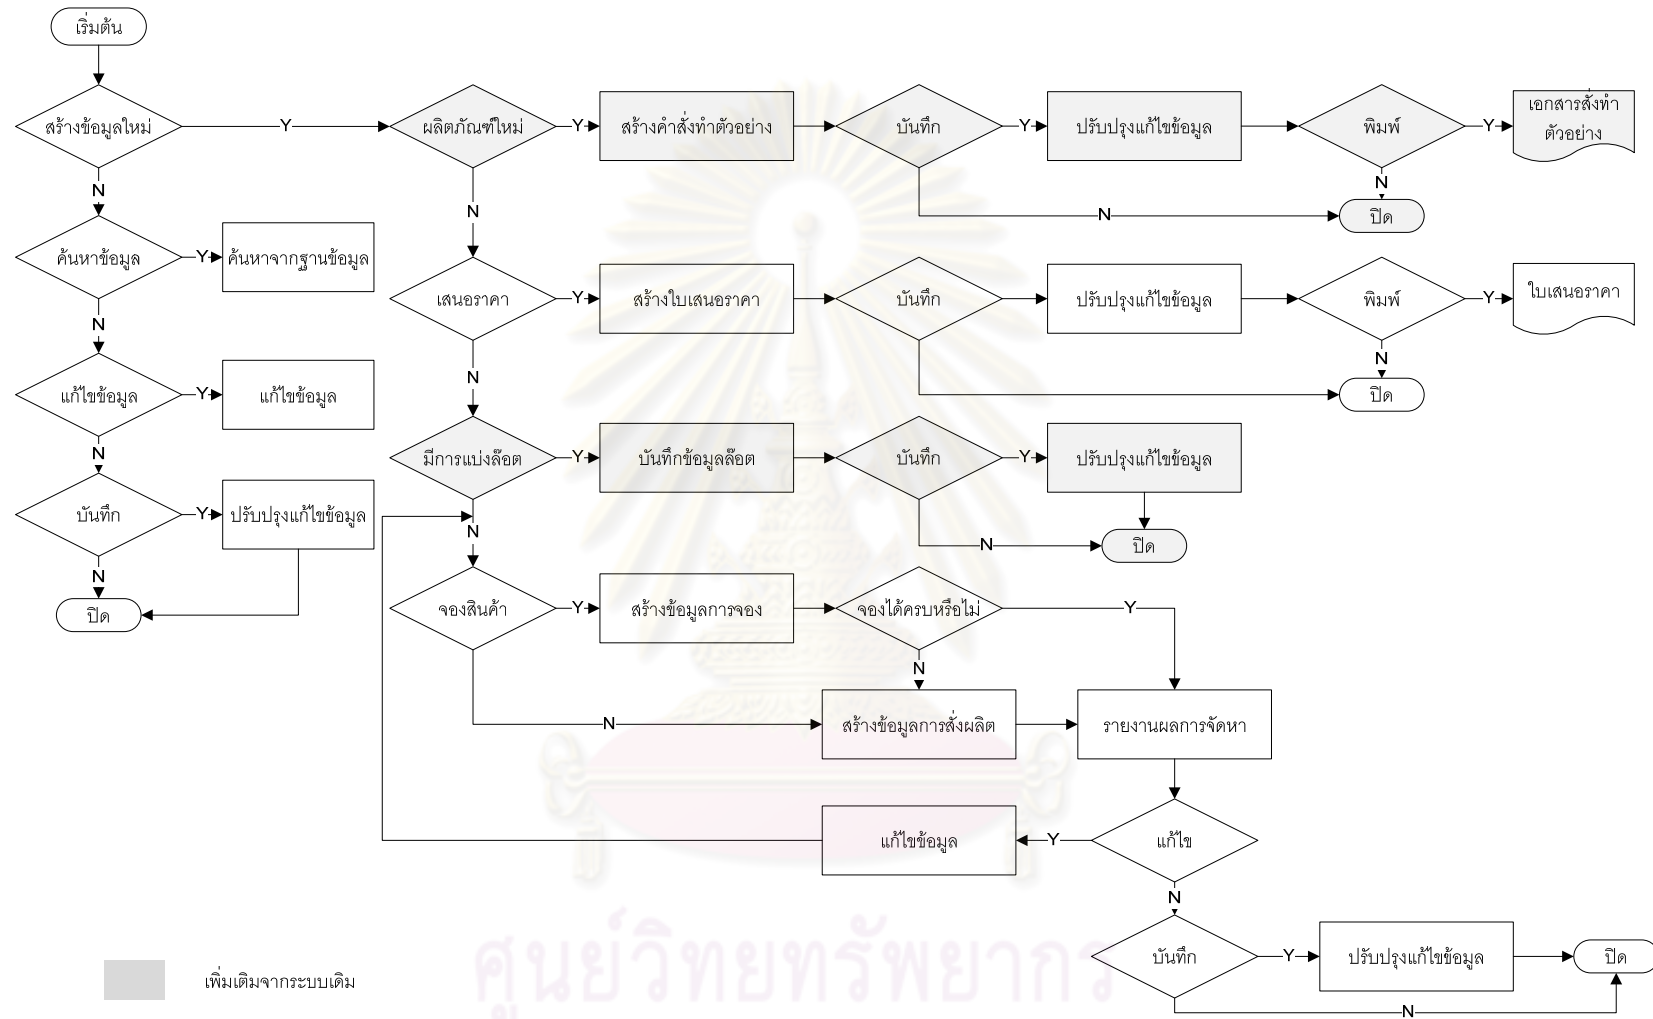 เริ่มต้น
สร้างข้อมูลใหม่
Y
ผลิตภัณฑ์ใหม่
Y
สร้างคำสั่งทำตัวอย่าง
บันทึก
Y
ปรับปรุงแก้ไขข้อมูล
พิมพ์
Y
เอกสารสั่งทำ
ตัวอย่าง
N
N
N
N
ปิด
ค้นหาข้อมูล
Y
ค้นหาจากฐานข้อมูล
เสนอราคา
Y
สร้างใบเสนอราคา
บันทึก
Y
ปรับปรุงแก้ไขข้อมูล
พิมพ์
Y
ใบเสนอราคา
N
N
N
ปิด
แก้ไขข้อมูล
Y
แก้ไขข้อมูล
N
มีการแบ่งล๊อต
Y
บันทึกข้อมูลล๊อต
บันทึก
Y
ปรับปรุงแก้ไขข้อมูล
บันทึก
Y
ปรับปรุงแก้ไขข้อมูล
N
N
ปิด
N
ปิด
จองสินค้า
Y
สร้างข้อมูลการจอง
จองได้ครบหรือไม่
Y
N
N
สร้างข้อมูลการสั่งผลิต
รายงานผลการจัดหา
แก้ไขข้อมูล
Y
แก้ไข
N
บันทึก
Y
ปรับปรุงแก้ไขข้อมูล
ปิด
N
เพิ่มเติมจากระบบเดิม
ศูนย์วิทยทรัพยากร